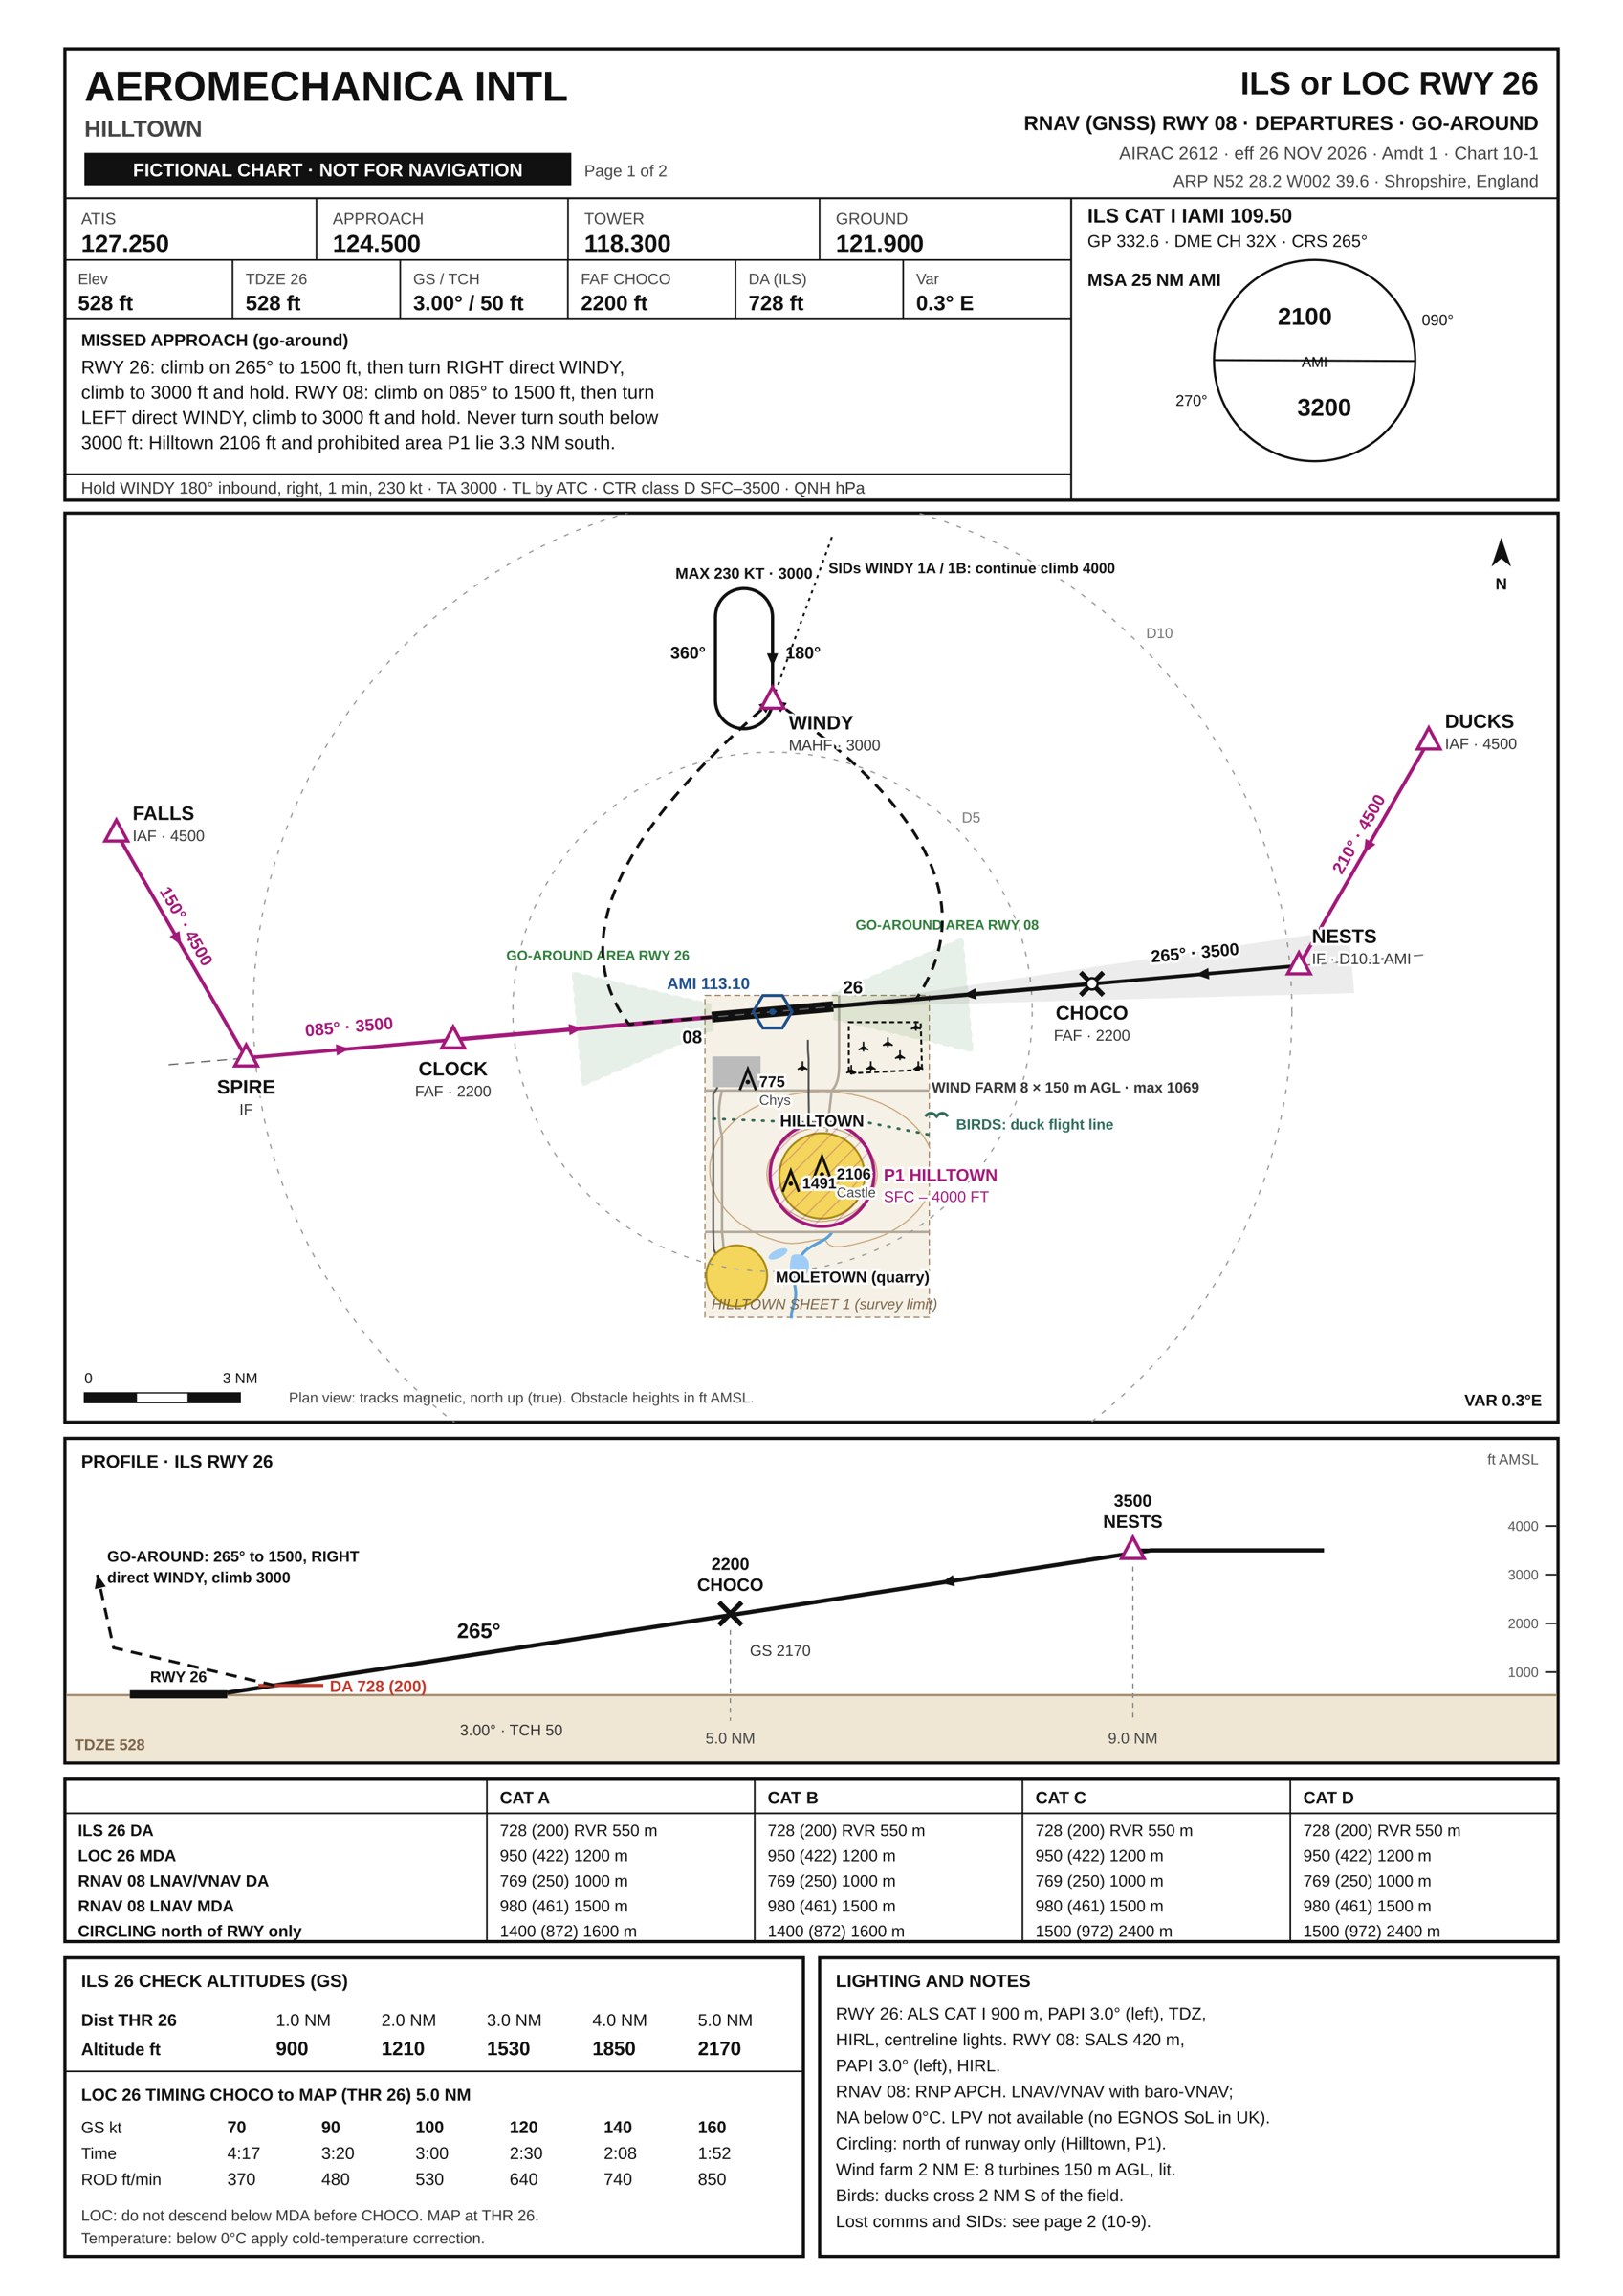 AEROMECHANICA INTL
HILLTOWN
FICTIONAL CHART · NOT FOR NAVIGATION
Page 1 of 2
ILS or LOC RWY 26
RNAV (GNSS) RWY 08 · DEPARTURES · GO-AROUND
AIRAC 2612 · eff 26 NOV 2026 · Amdt 1 · Chart 10-1
ARP N52 28.2 W002 39.6 · Shropshire, England
ATIS
127.250
APPROACH
124.500
TOWER
118.300
GROUND
121.900
Elev
528 ft
TDZE 26
528 ft
GS / TCH
3.00° / 50 ft
FAF CHOCO
2200 ft
DA (ILS)
728 ft
Var
0.3° E
ILS CAT I IAMI 109.50
GP 332.6 · DME CH 32X · CRS 265°
MSA 25 NM AMI
2100
090°
AMI
270°
3200
MISSED APPROACH (go-around)
RWY 26: climb on 265° to 1500 ft, then turn RIGHT direct WINDY,
climb to 3000 ft and hold. RWY 08: climb on 085° to 1500 ft, then turn
LEFT direct WINDY, climb to 3000 ft and hold. Never turn south below
3000 ft: Hilltown 2106 ft and prohibited area P1 lie 3.3 NM south.
Hold WINDY 180° inbound, right, 1 min, 230 kt · TA 3000 · TL by ATC · CTR class D SFC–3500 · QNH hPa
MAX 230 KT · 3000
SIDs WINDY 1A / 1B: continue climb 4000
N
D10
360°
180°
WINDY
MAHF · 3000
DUCKS
IAF · 4500
210° · 4500
FALLS
IAF · 4500
150° · 4500
D5
GO-AROUND AREA RWY 08
GO-AROUND AREA RWY 26
NESTS
IF · D10.1 AMI
265° · 3500
AMI 113.10
26
08
CHOCO
FAF · 2200
085° · 3500
CLOCK
FAF · 2200
SPIRE
IF
775
Chys
WIND FARM 8 × 150 m AGL · max 1069
HILLTOWN
BIRDS: duck flight line
2106
1491
Castle
P1 HILLTOWN
SFC – 4000 FT
MOLETOWN (quarry)
HILLTOWN SHEET 1 (survey limit)
0
3 NM
Plan view: tracks magnetic, north up (true). Obstacle heights in ft AMSL.
VAR 0.3°E
PROFILE · ILS RWY 26
ft AMSL
3500
NESTS
4000
3000
2000
1000
GO-AROUND: 265° to 1500, RIGHT
direct WINDY, climb 3000
2200
CHOCO
265°
GS 2170
RWY 26
DA 728 (200)
3.00° · TCH 50
5.0 NM
9.0 NM
TDZE 528
CAT A
CAT B
CAT C
CAT D
ILS 26 DA
728 (200) RVR 550 m
728 (200) RVR 550 m
728 (200) RVR 550 m
728 (200) RVR 550 m
LOC 26 MDA
950 (422) 1200 m
950 (422) 1200 m
950 (422) 1200 m
950 (422) 1200 m
RNAV 08 LNAV/VNAV DA
769 (250) 1000 m
769 (250) 1000 m
769 (250) 1000 m
769 (250) 1000 m
RNAV 08 LNAV MDA
980 (461) 1500 m
980 (461) 1500 m
980 (461) 1500 m
980 (461) 1500 m
CIRCLING north of RWY only
1400 (872) 1600 m
1400 (872) 1600 m
1500 (972) 2400 m
1500 (972) 2400 m
ILS 26 CHECK ALTITUDES (GS)
Dist THR 26 1.0 NM 2.0 NM 3.0 NM 4.0 NM 5.0 NM
Altitude ft 900 1210 1530 1850 2170
LOC 26 TIMING CHOCO to MAP (THR 26) 5.0 NM
GS kt 70 90 100 120 140 160
Time 4:17 3:20 3:00 2:30 2:08 1:52
ROD ft/min 370 480 530 640 740 850
LOC: do not descend below MDA before CHOCO. MAP at THR 26.
Temperature: below 0°C apply cold-temperature correction.
LIGHTING AND NOTES
RWY 26: ALS CAT I 900 m, PAPI 3.0° (left), TDZ,
HIRL, centreline lights. RWY 08: SALS 420 m,
PAPI 3.0° (left), HIRL.
RNAV 08: RNP APCH. LNAV/VNAV with baro-VNAV;
NA below 0°C. LPV not available (no EGNOS SoL in UK).
Circling: north of runway only (Hilltown, P1).
Wind farm 2 NM E: 8 turbines 150 m AGL, lit.
Birds: ducks cross 2 NM S of the field.
Lost comms and SIDs: see page 2 (10-9).